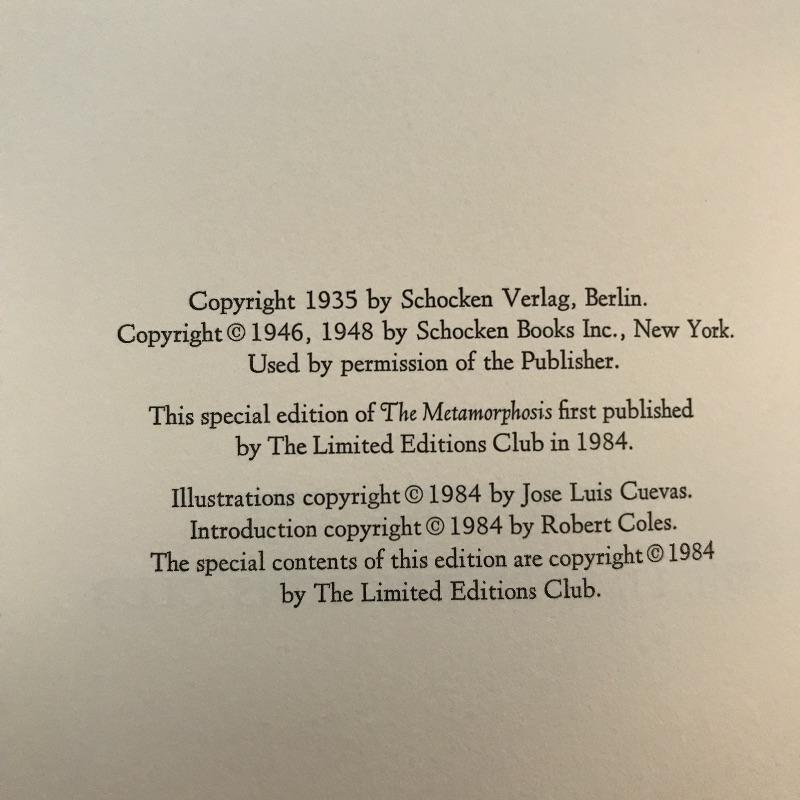 Copyright 1935 by Schocken Verlag, Berlin.
Copyright © 1946, 1948 by Schocken Books Inc., New York.
Used by permission of the Publisher.
This special edition of The Metamorphosis first published
by The Limited Editions Club in 1984.
Illustrations copyright © 1984 by Jose Luis Cuevas.
Introduction copyright © 1984 by Robert Coles.
The special contents of this edition are copyright © 1984
by The Limited Editions Club.